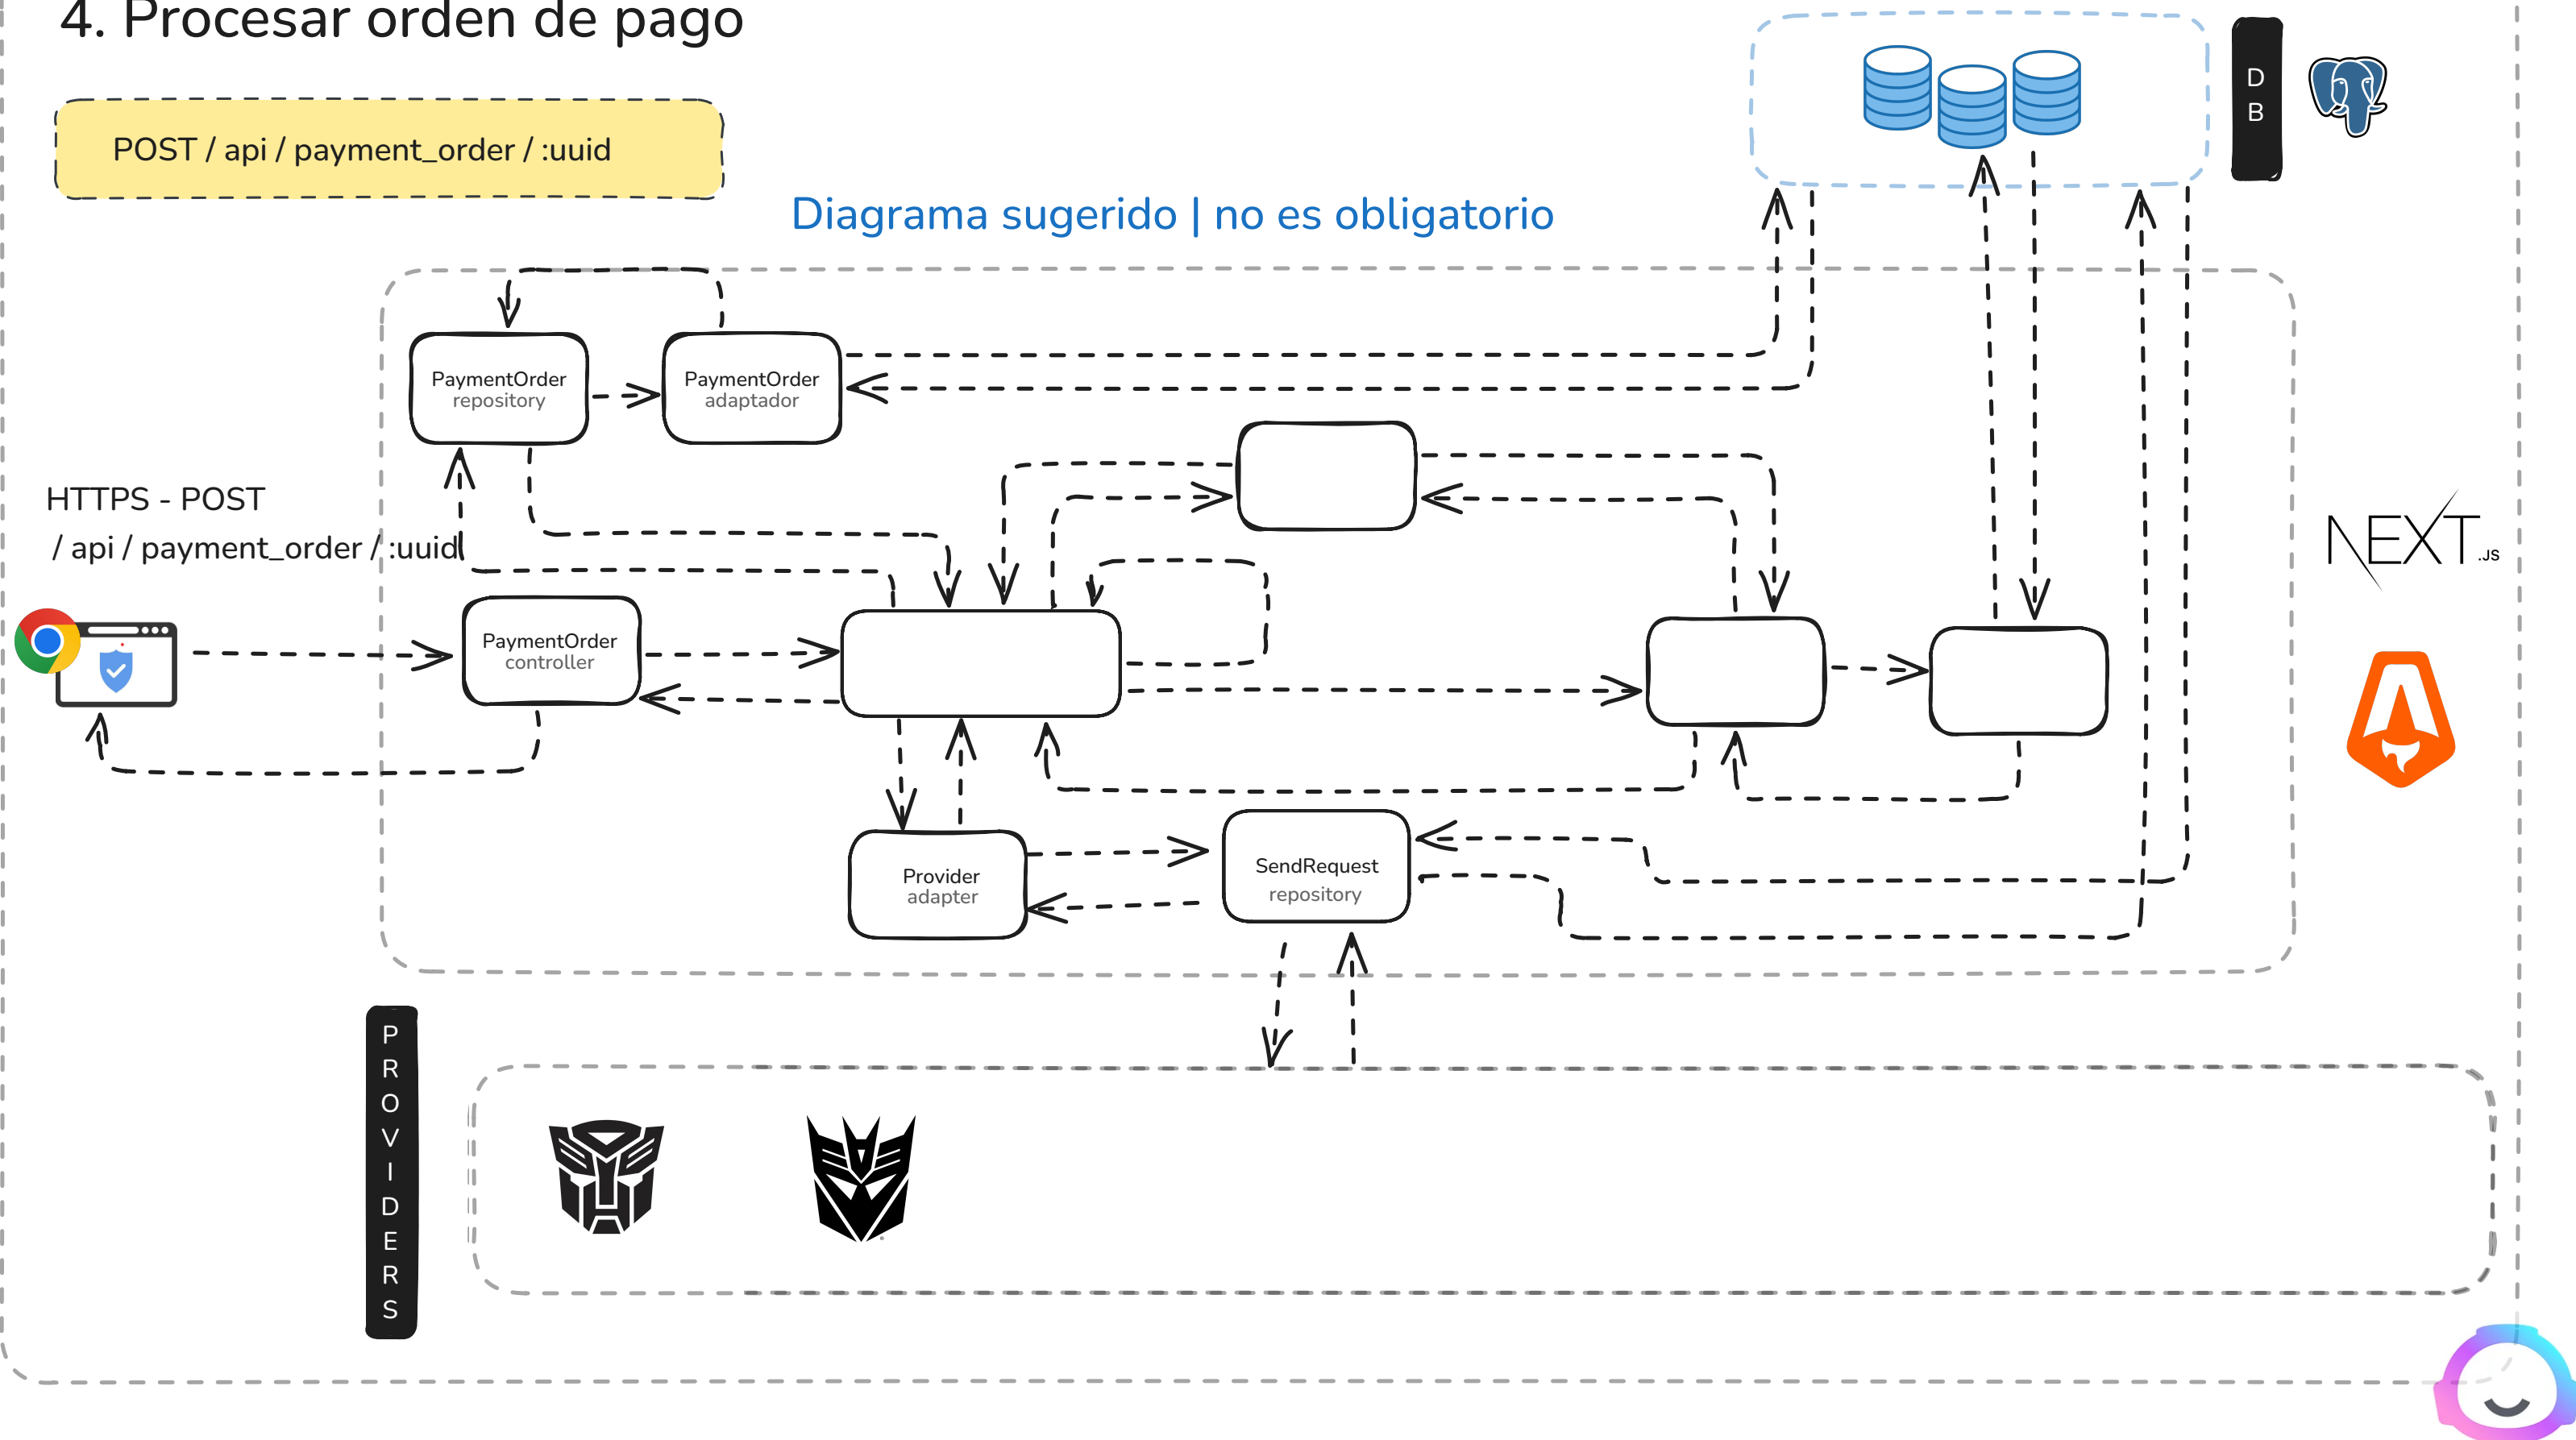 4. Procesar orden de pago
POST / api / payment_order / :uuid
D
B
Diagrama sugerido | no es obligatorio
PaymentOrder
repository
PaymentOrder
adaptador
HTTPS - POST
/ api / payment_order / :uuid
NEXT.JS
PaymentOrder
controller
Provider
adapter
SendRequest
repository
P
R
O
V
I
D
E
R
S